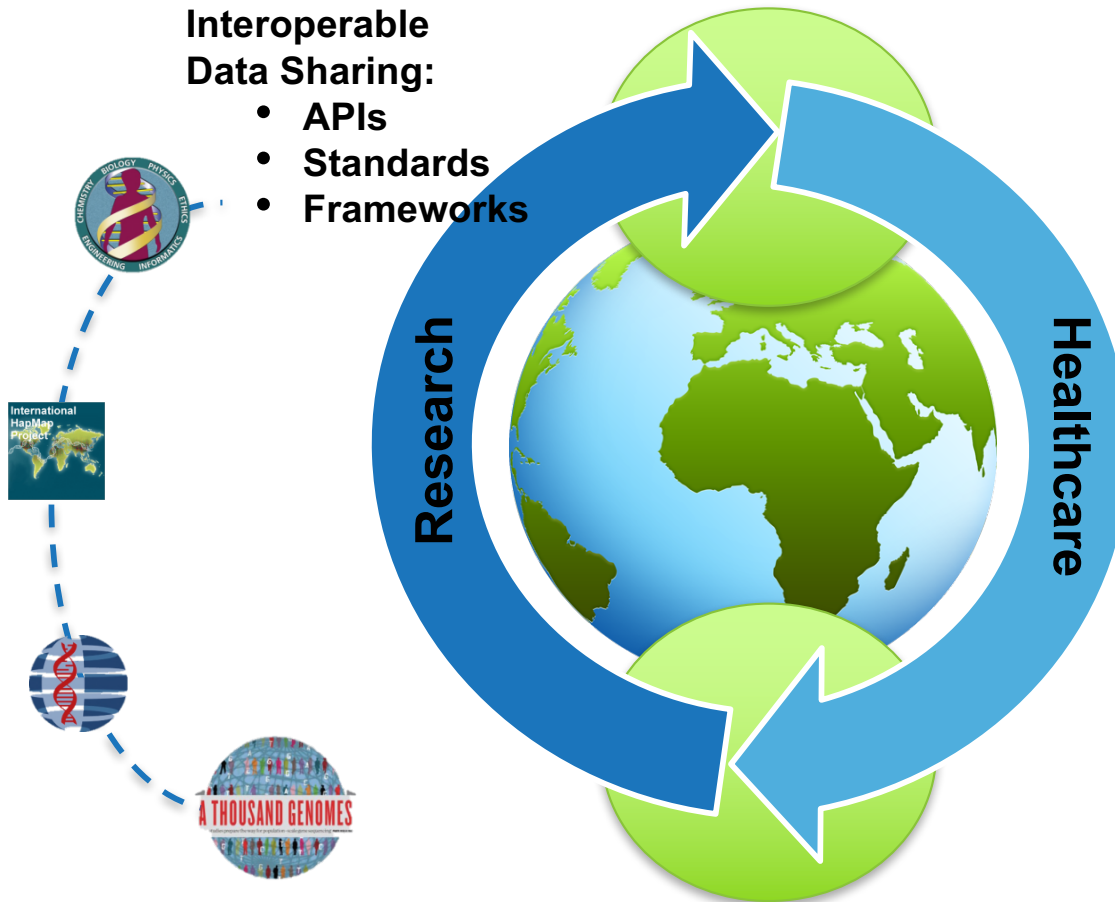 Interoperable
Data Sharing:
• APIs
• Standards
• Frameworks
CHEMISTRY BIOLOGY PHYSICS ETHICS
ENGINEERING INFORMATICS
International
HapMap
Project
Research
Healthcare
A THOUSAND GENOMES